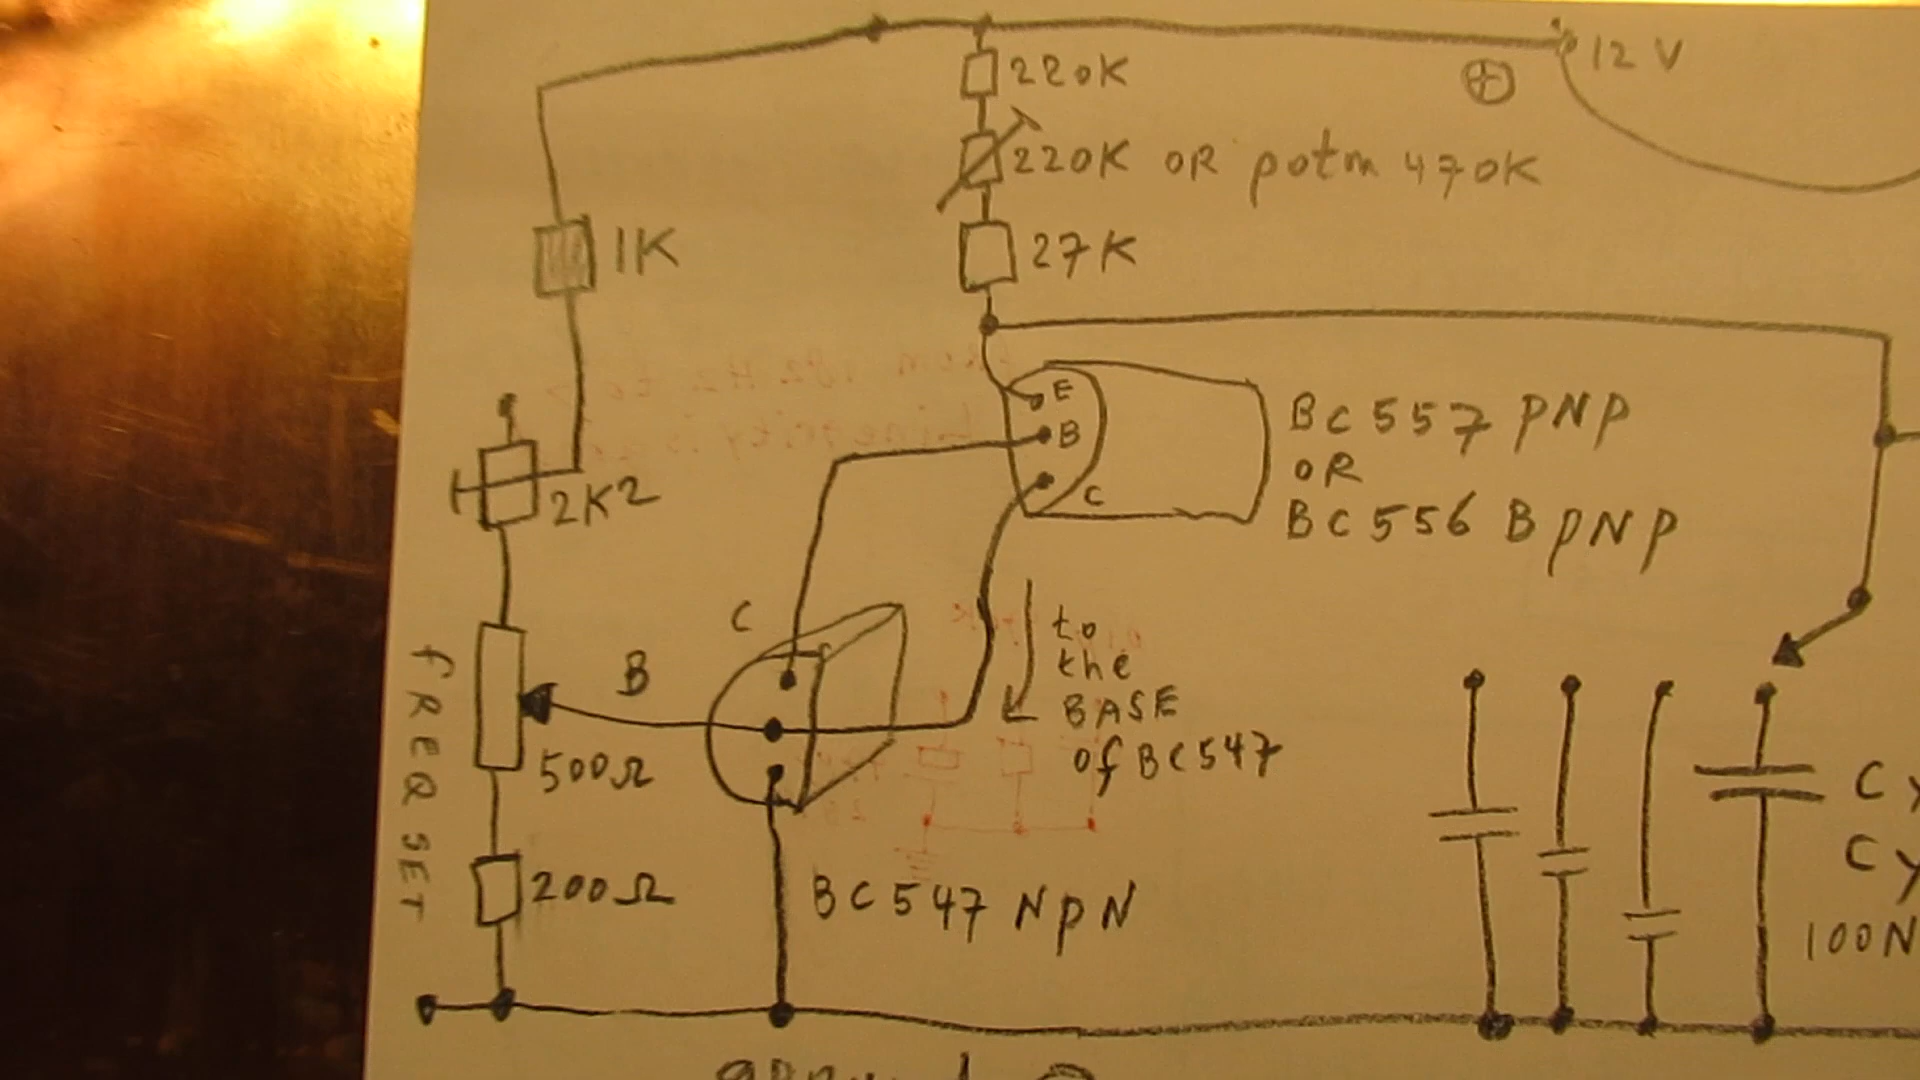 12 V
⊕
220K
220K OR potm 470K
27K
1K
E
B
C
BC557 PNP
OR
BC556 B PNP
2K2
C
B
to
the
BASE
of BC547
FREQ SET
500Ω
200Ω
BC547 NPN
100N